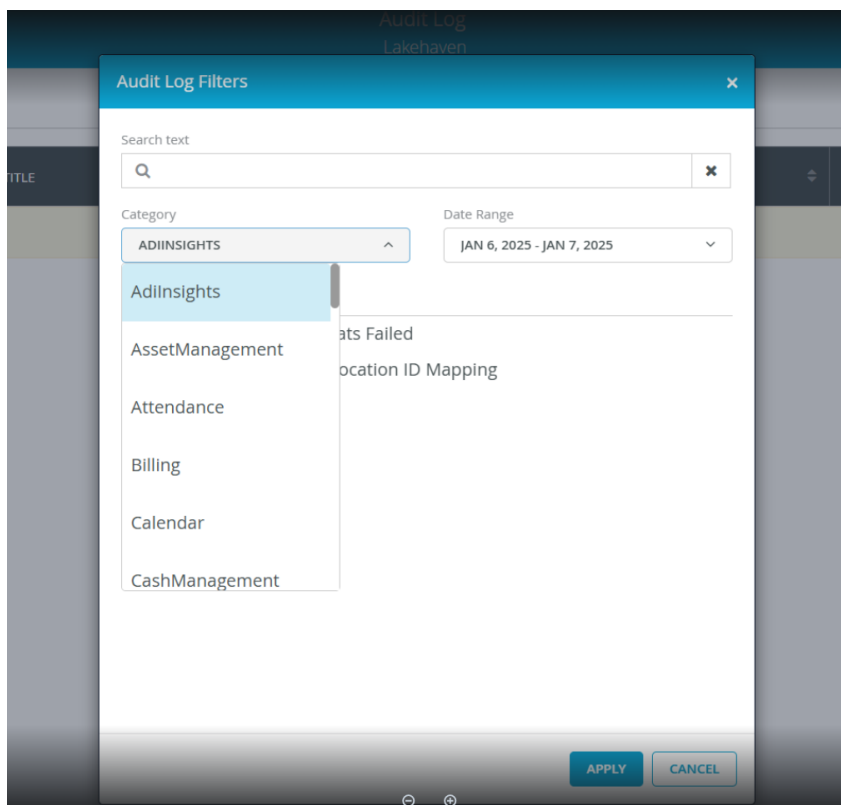 Audit Log
Lakehaven
Audit Log Filters
Search text
TITLE
Category
Date Range
ADIINSIGHTS
JAN 6, 2025 - JAN 7, 2025
AdiInsights
AssetManagement
ats Failed
ocation ID Mapping
Attendance
Billing
Calendar
CashManagement
APPLY
CANCEL